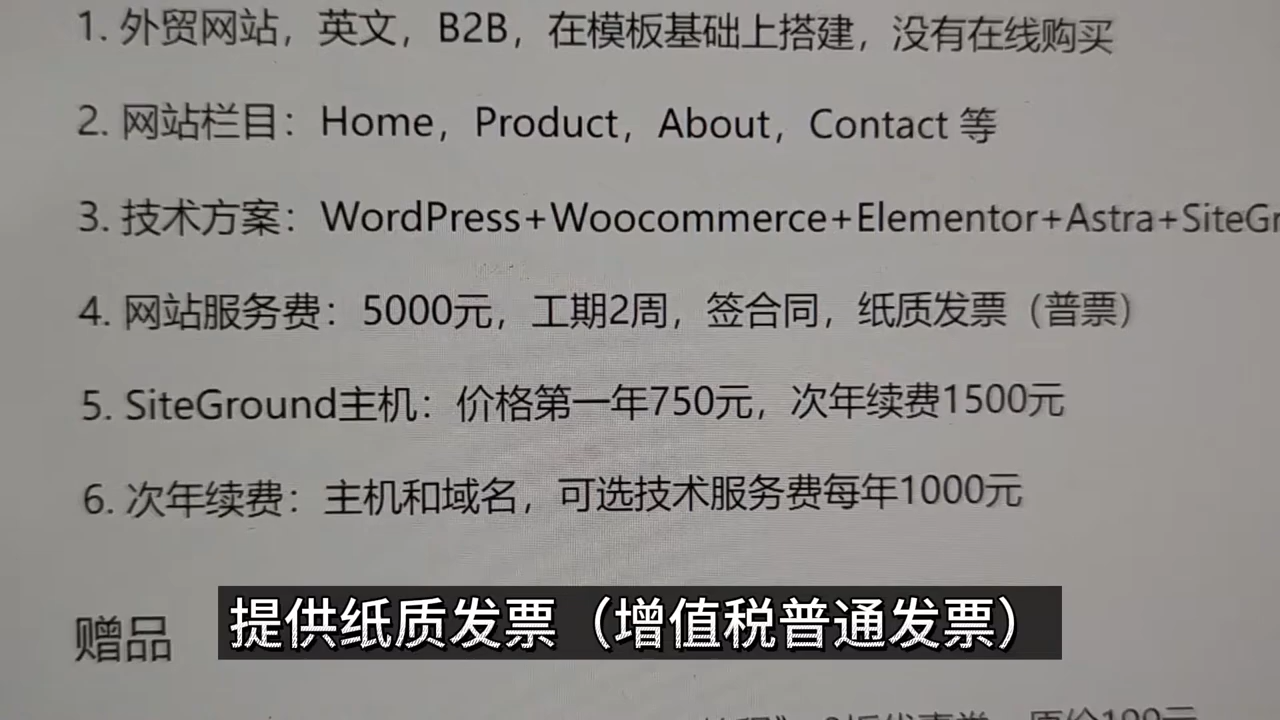 1. 外贸网站，英文，B2B，在模板基础上搭建，没有在线购买
2. 网站栏目：Home，Product，About，Contact 等
3. 技术方案：WordPress+Woocommerce+Elementor+Astra+SiteGr
4. 网站服务费：5000元，工期2周，签合同，纸质发票（普票）
5. SiteGround主机：价格第一年750元，次年续费1500元
6. 次年续费：主机和域名，可选技术服务费每年1000元
赠品
提供纸质发票（增值税普通发票）